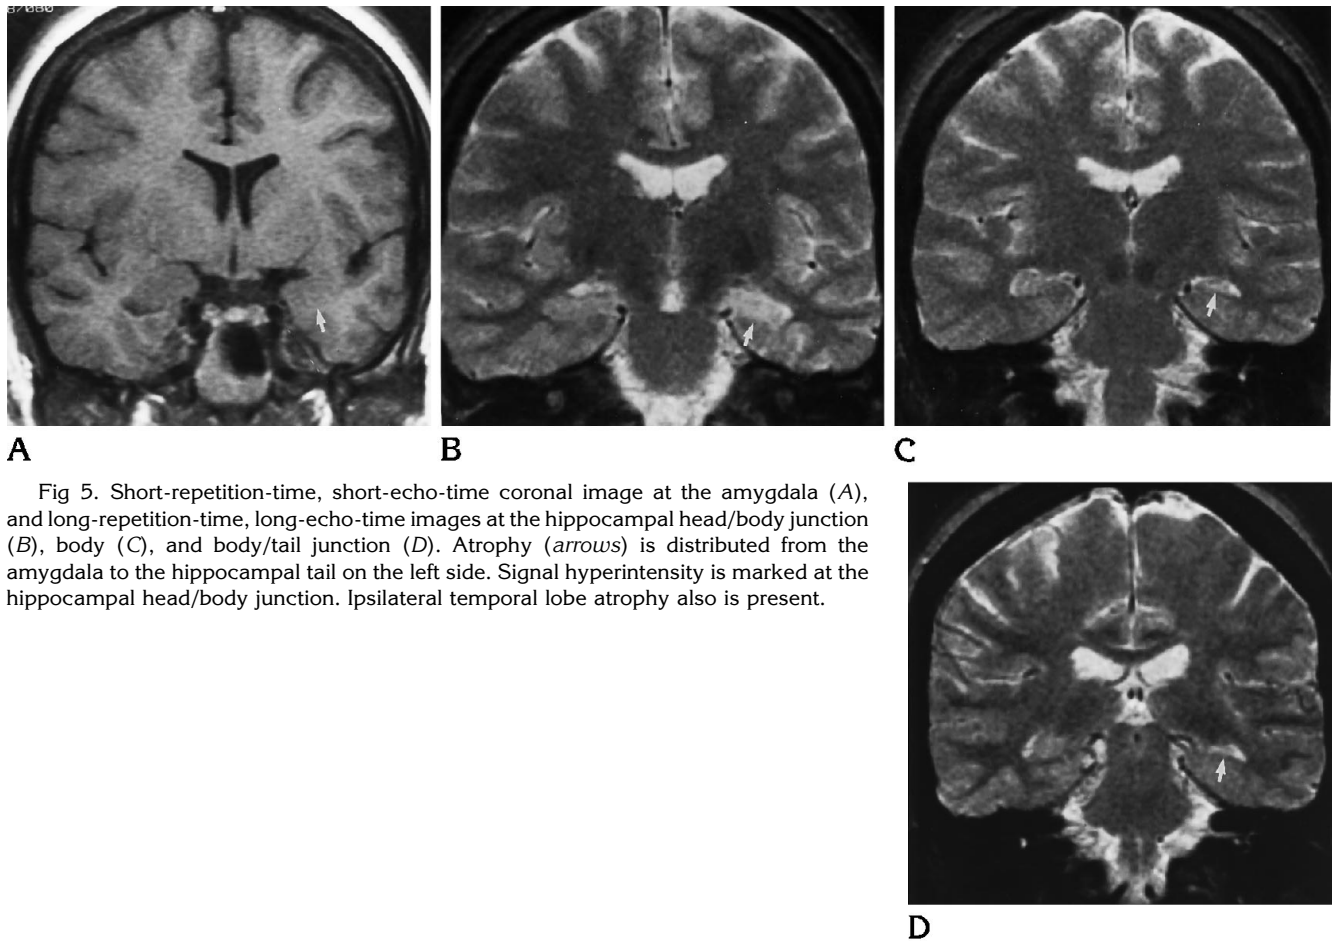 A
B
C
Fig 5. Short-repetition-time, short-echo-time coronal image at the amygdala (A),
and long-repetition-time, long-echo-time images at the hippocampal head/body junction
(B), body (C), and body/tail junction (D). Atrophy (arrows) is distributed from the
amygdala to the hippocampal tail on the left side. Signal hyperintensity is marked at the
hippocampal head/body junction. Ipsilateral temporal lobe atrophy also is present.
D